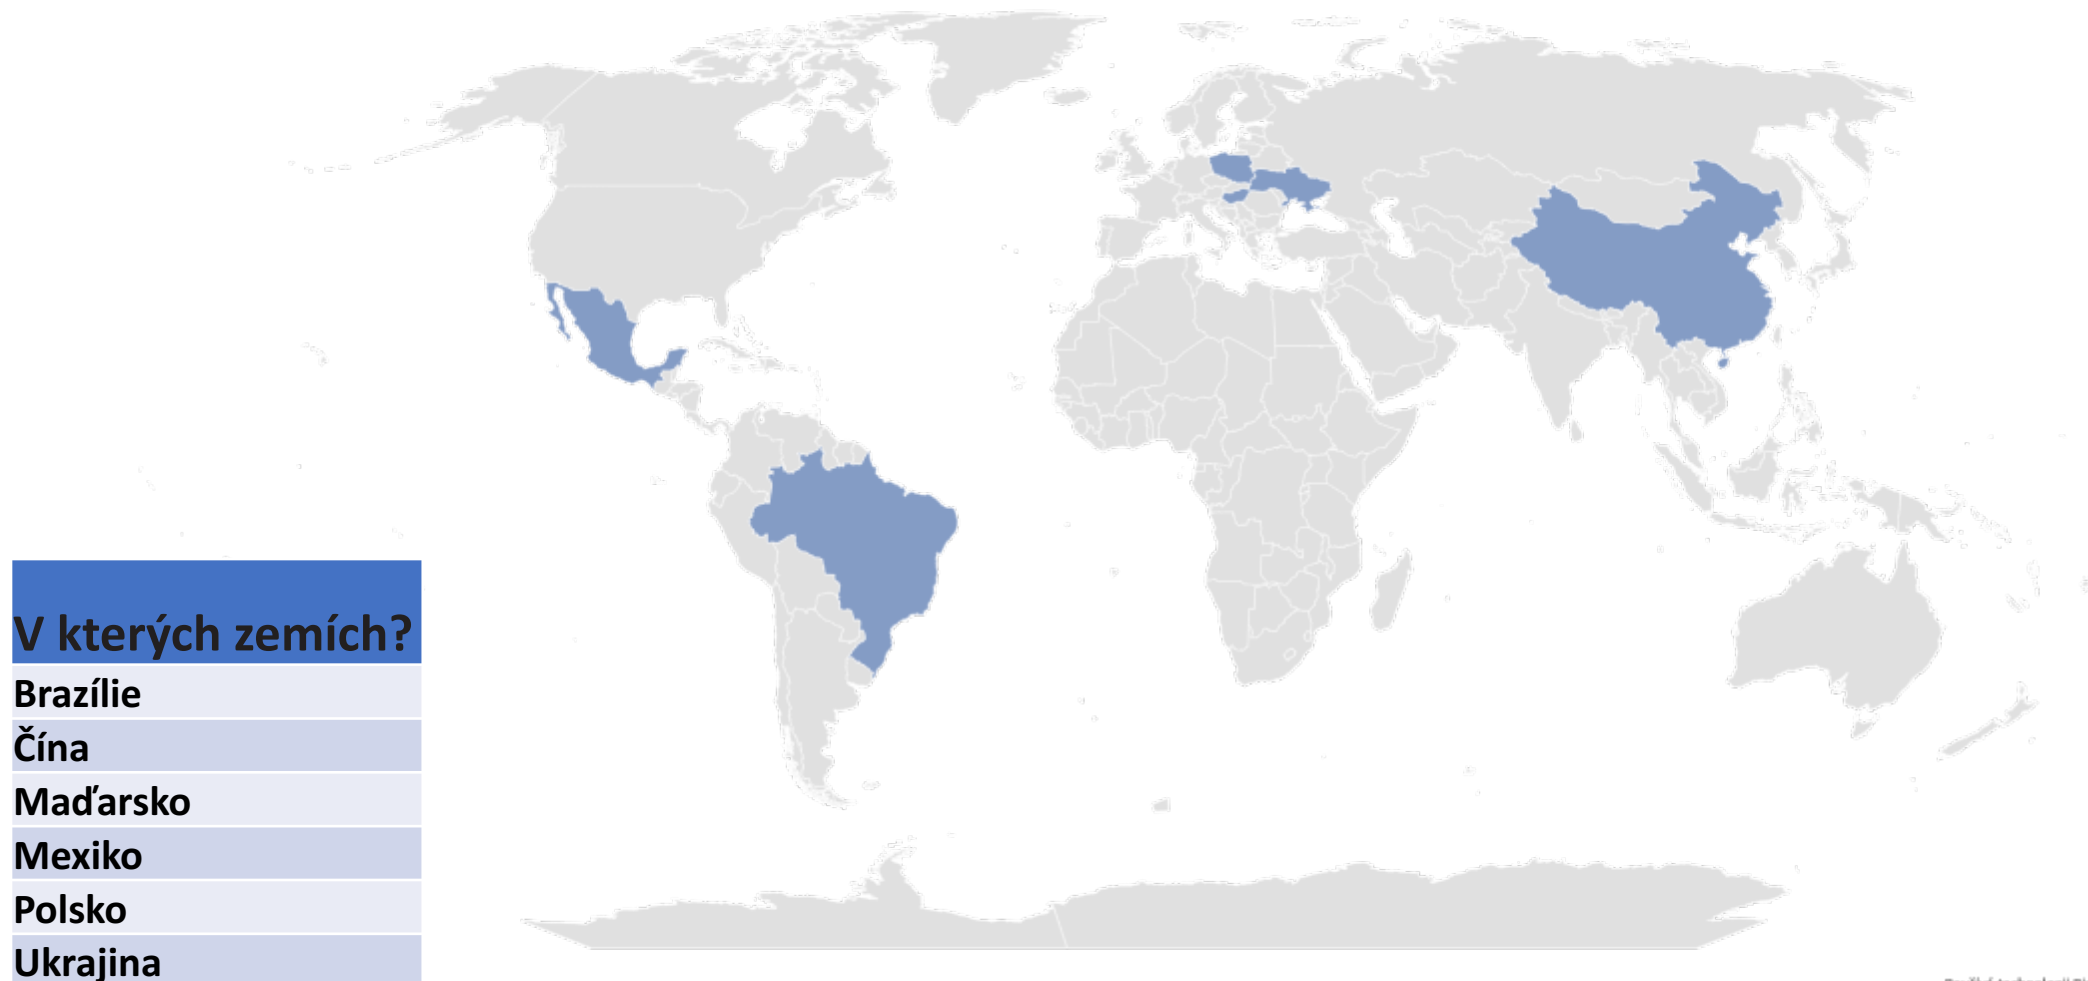 V kterých zemích?
Brazílie
Čína
Maďarsko
Mexiko
Polsko
Ukrajina